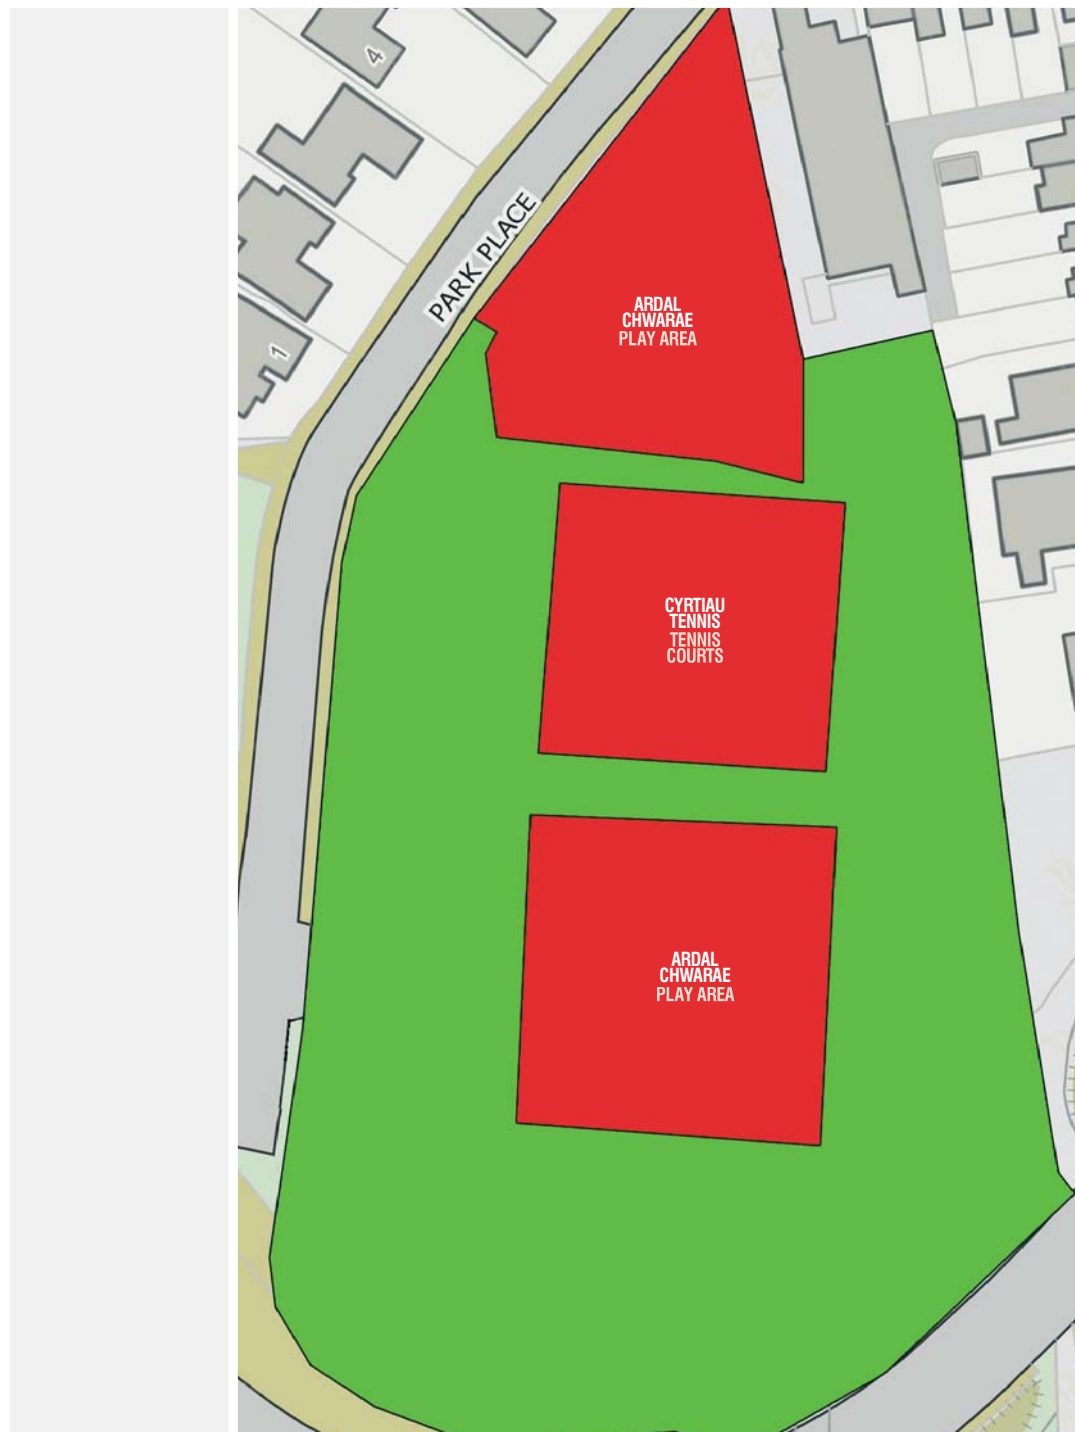 4
PARK PLACE
1
ARDAL
CHWARAE
PLAY AREA
CYRTIAU
TENNIS
TENNIS
COURTS
ARDAL
CHWARAE
PLAY AREA